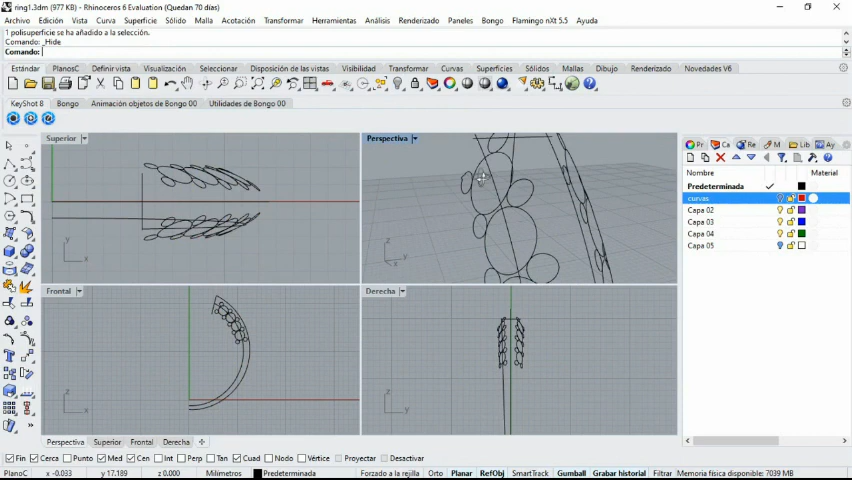 ring1.3dm (977 KB) - Rhinoceros 6 Evaluation (Quedan 70 días)
Archivo Edición Vista Curva Superficie Sólido Malla Acotación Transformar Herramientas Análisis Renderizado Paneles Bongo Flamingo nXt 5.5 Ayuda
1 polisuperficie se ha añadido a la selección.
Comando: _Hide
Comando:
Estándar PlanosC Definir vista Visualización Seleccionar Disposición de las vistas Visibilidad Transformar Curvas Superficies Sólidos Mallas Dibujo Renderizado Novedades V6
KeyShot 8 Bongo Animación objetos de Bongo 00 Utilidades de Bongo 00
Superior
Perspectiva
Pr Ca Re M Lib Ay
Nombre Material
Predeterminada
curvas
Capa 02
Capa 03
Capa 04
Capa 05
y
x
z
x
y
Frontal
Derecha
z
x
z
y
Perspectiva Superior Frontal Derecha
Fin Cerca Punto Med Cen Int Perp Tan Cuad Nodo Vértice Proyectar Desactivar
PlanoC x -0.033 y 17.189 z 0.000 Milímetros Predeterminada Forzado a la rejilla Orto Planar RefObj SmartTrack Gumball Grabar historial Filtrar Memoria física disponible: 7039 MB